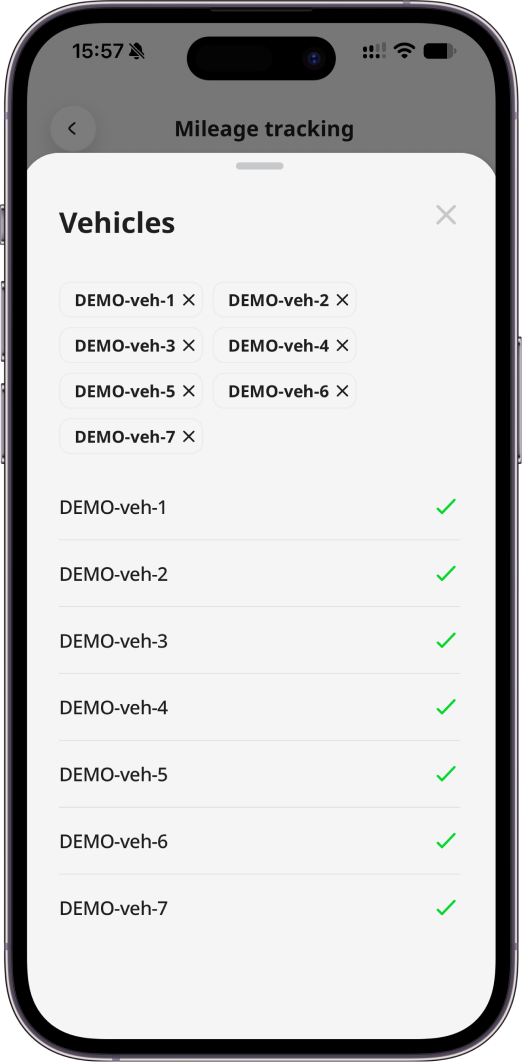 15:57
Mileage tracking
Vehicles
DEMO-veh-1 DEMO-veh-2
DEMO-veh-3 DEMO-veh-4
DEMO-veh-5 DEMO-veh-6
DEMO-veh-7
DEMO-veh-1
DEMO-veh-2
DEMO-veh-3
DEMO-veh-4
DEMO-veh-5
DEMO-veh-6
DEMO-veh-7